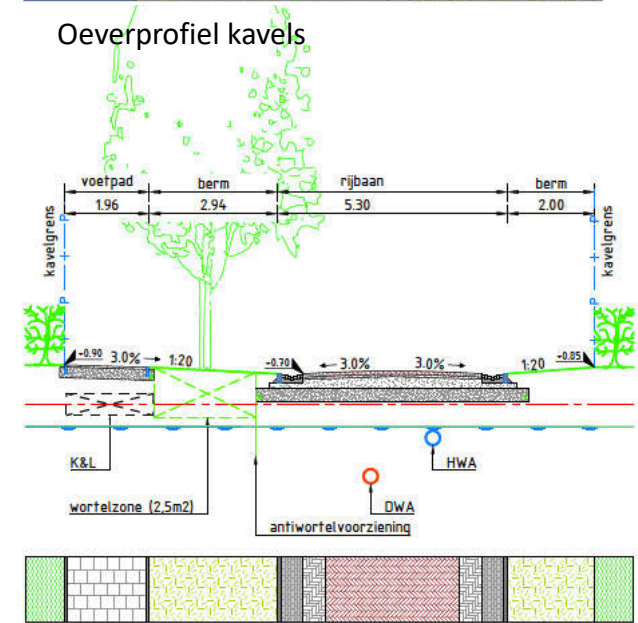 Oeverprofiel kavels
voetpad berm rijbaan berm
1.96 2.94 5.30 2.00
kavelgrens kavelgrens
P P
P P
-0.90 3.0% 1:20 -0.70 3.0% 3.0% 1:20 -0.85
K&L HWA
wortelzone (2,5m2) DWA
antiwortelvoorziening